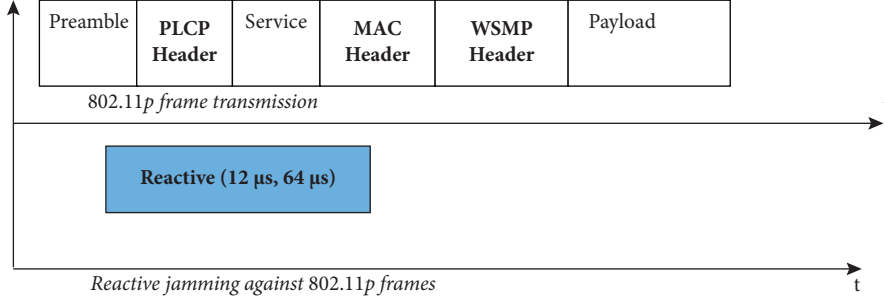 Preamble
PLCP
Header
Service
MAC
Header
WSMP
Header
Payload
802.11p frame transmission
Reactive (12 μs, 64 μs)
Reactive jamming against 802.11p frames
t